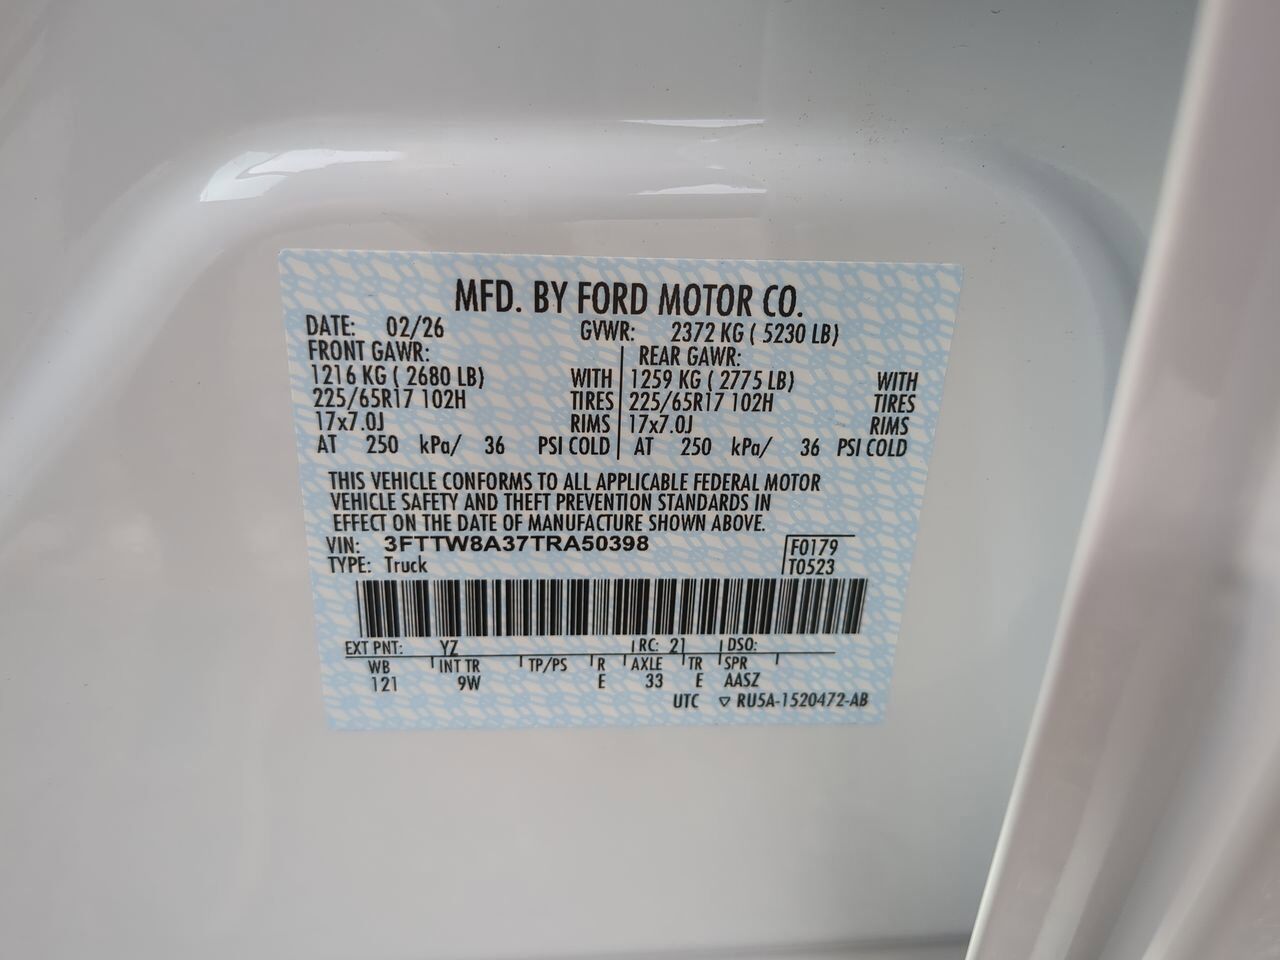 MFD. BY FORD MOTOR CO.
DATE: 02/26 GVWR: 2372 KG ( 5230 LB)
FRONT GAWR: REAR GAWR:
1216 KG ( 2680 LB) WITH 1259 KG ( 2775 LB) WITH
225/65R17 102H TIRES 225/65R17 102H TIRES
17x7.0J RIMS 17x7.0J RIMS
AT 250 kPa/ 36 PSI COLD AT 250 kPa/ 36 PSI COLD
THIS VEHICLE CONFORMS TO ALL APPLICABLE FEDERAL MOTOR
VEHICLE SAFETY AND THEFT PREVENTION STANDARDS IN
EFFECT ON THE DATE OF MANUFACTURE SHOWN ABOVE.
VIN: 3FTTW8A37TRA50398 F0179
TYPE: Truck T0523
EXT PNT: YZ RC: 21 DSO:
WB INT TR TP/PS R AXLE TR SPR
121 9W E 33 E AASZ
UTC ▽ RU5A-1520472-AB